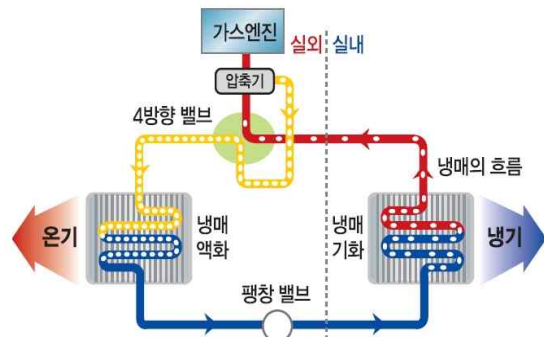 가스엔진
실외
실내
압축기
4방향 밸브
냉매의 흐름
온기
냉매
액화
냉매
기화
냉기
팽창 밸브